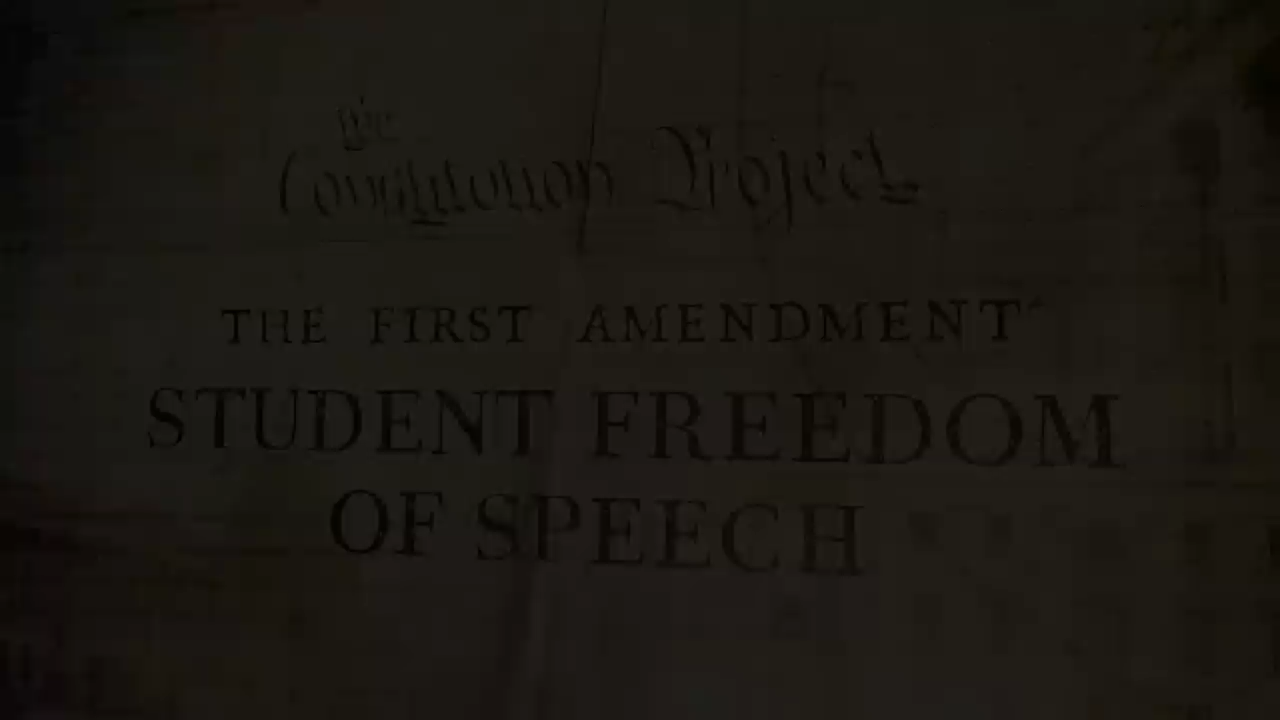 the
Constitution Project
THE FIRST AMENDMENT
STUDENT FREEDOM
OF SPEECH